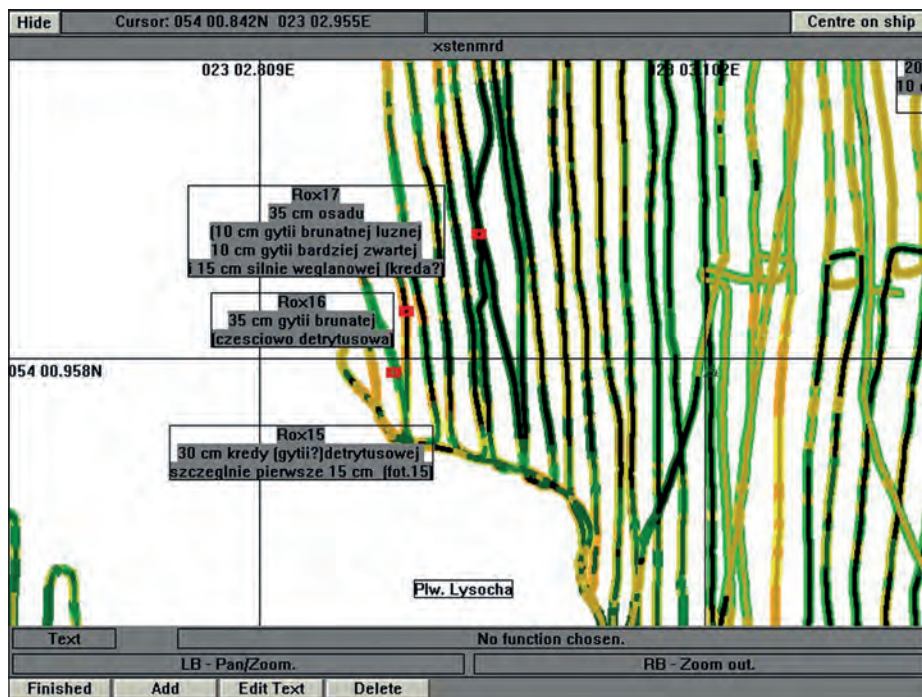 Hide
Cursor: 054 00.842N 023 02.955E
Centre on ship
xstenmrd
023 02.809E
023 03.102E
20
10
Rox17
35 cm osadu
(10 cm gytii brunatnej luznej
10 cm gytii bardziej zwartej
i 15 cm silnie weglanowej (kreda?)
Rox16
35 cm gytii brunatej
(czesciowo detrytusowa)
054 00.958N
Rox15
30 cm kredy (gytii?)detrytusowej
szczeglnie pierwsze 15 cm (fot.15)
Plw. Lysocha
Text
No function chosen.
LB - Pan/Zoom.
RB - Zoom out.
Finished
Add
Edit Text
Delete